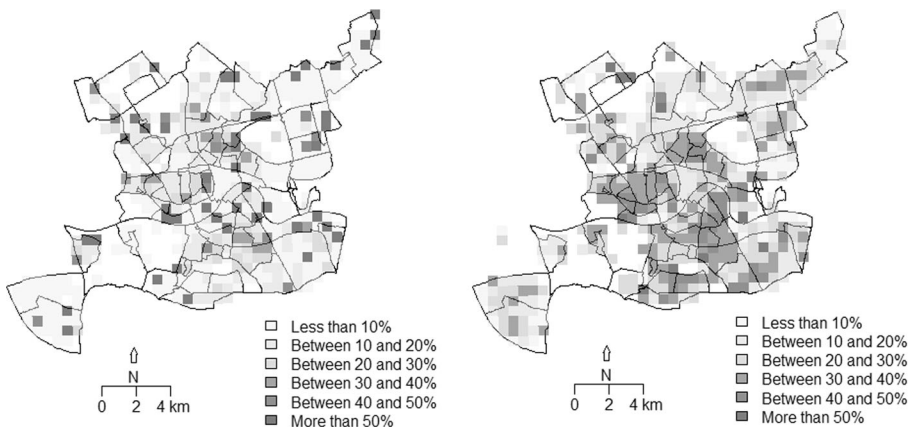 Less than 10%
Between 10 and 20%
Between 20 and 30%
Between 30 and 40%
Between 40 and 50%
More than 50%
N
0 2 4 km
Less than 10%
Between 10 and 20%
Between 20 and 30%
Between 30 and 40%
Between 40 and 50%
More than 50%
N
0 2 4 km